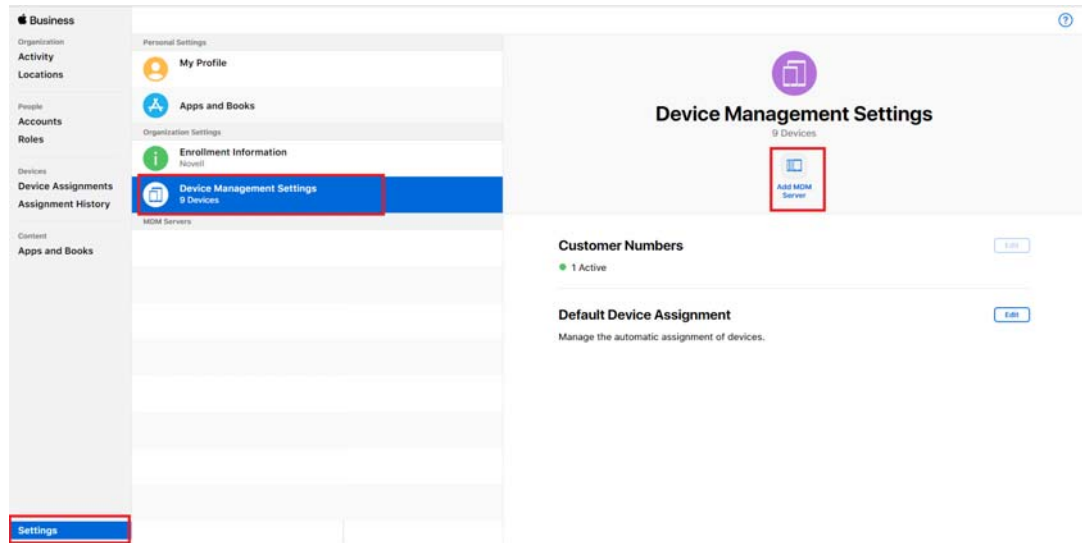 Business
Organization
Activity
Locations
People
Accounts
Roles
Devices
Device Assignments
Assignment History
Content
Apps and Books
Settings
Personal Settings
My Profile
Apps and Books
Organization Settings
Enrollment Information
Novell
Device Management Settings
9 Devices
MDM Servers
?
Device Management Settings
9 Devices
Add MDM
Server
Customer Numbers
Edit
1 Active
Default Device Assignment
Edit
Manage the automatic assignment of devices.